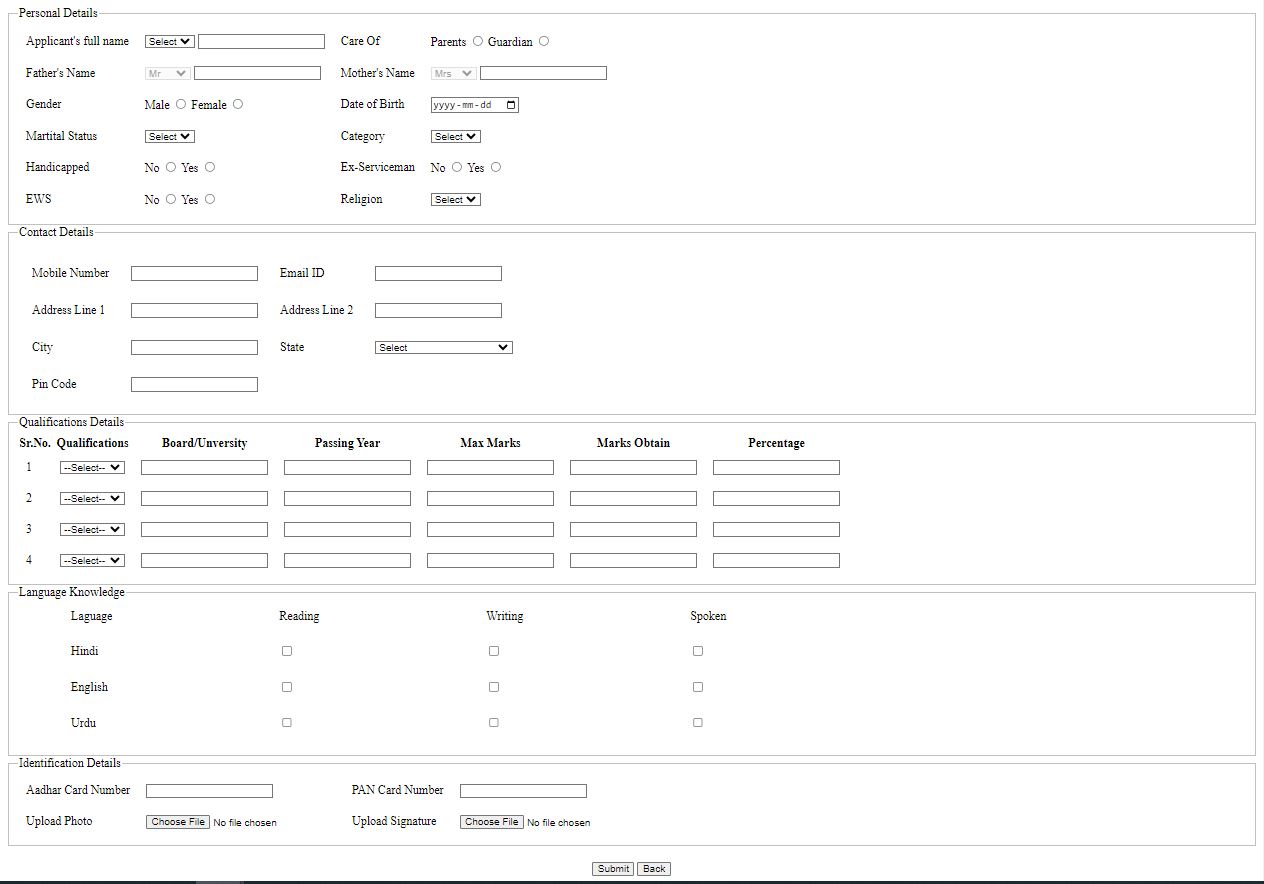 Personal Details
Applicant's full name Select Care Of Parents Guardian
Father's Name Mr Mother's Name Mrs
Gender Male Female Date of Birth yyyy-mm-dd
Martital Status Select Category Select
Handicapped No Yes Ex-Serviceman No Yes
EWS No Yes Religion Select
Contact Details
Mobile Number Email ID
Address Line 1 Address Line 2
City State Select
Pin Code
Qualifications Details
Sr.No. Qualifications Board/Unversity Passing Year Max Marks Marks Obtain Percentage
1 --Select--
2 --Select--
3 --Select--
4 --Select--
Language Knowledge
Laguage Reading Writing Spoken
Hindi
English
Urdu
Identification Details
Aadhar Card Number PAN Card Number
Upload Photo Choose File No file chosen Upload Signature Choose File No file chosen
Submit Back